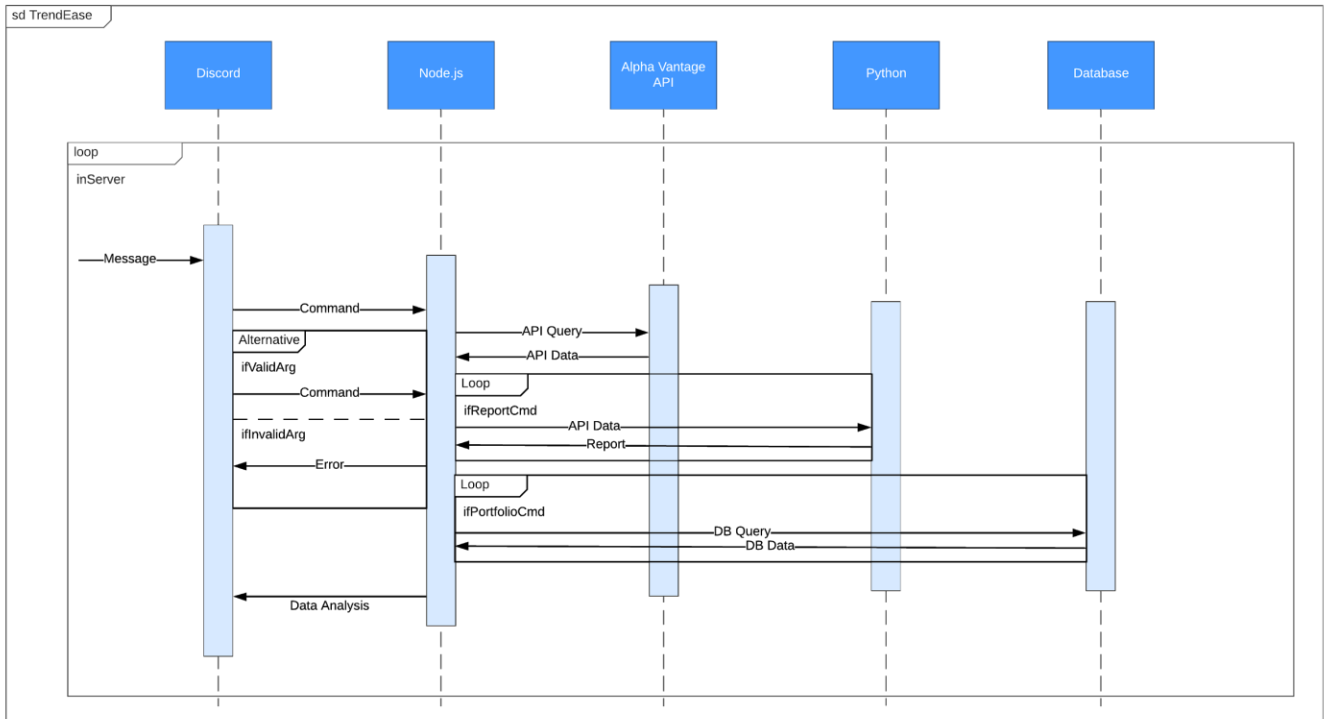 sd TrendEase
Discord
Node.js
Alpha Vantage
API
Python
Database
loop
inServer
Message
Command
Alternative
ifValidArg
Command
ifInvalidArg
Error
API Query
API Data
Loop
ifReportCmd
API Data
Report
Loop
ifPortfolioCmd
DB Query
DB Data
Data Analysis